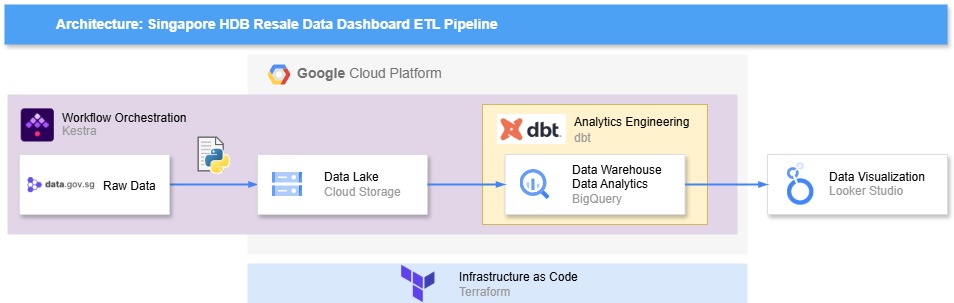 Architecture: Singapore HDB Resale Data Dashboard ETL Pipeline
Google Cloud Platform
Workflow Orchestration
Kestra
dbt
Analytics Engineering
dbt
data.gov.sg
Raw Data
Data Lake
Cloud Storage
Data Warehouse
Data Analytics
BigQuery
Data Visualization
Looker Studio
Infrastructure as Code
Terraform